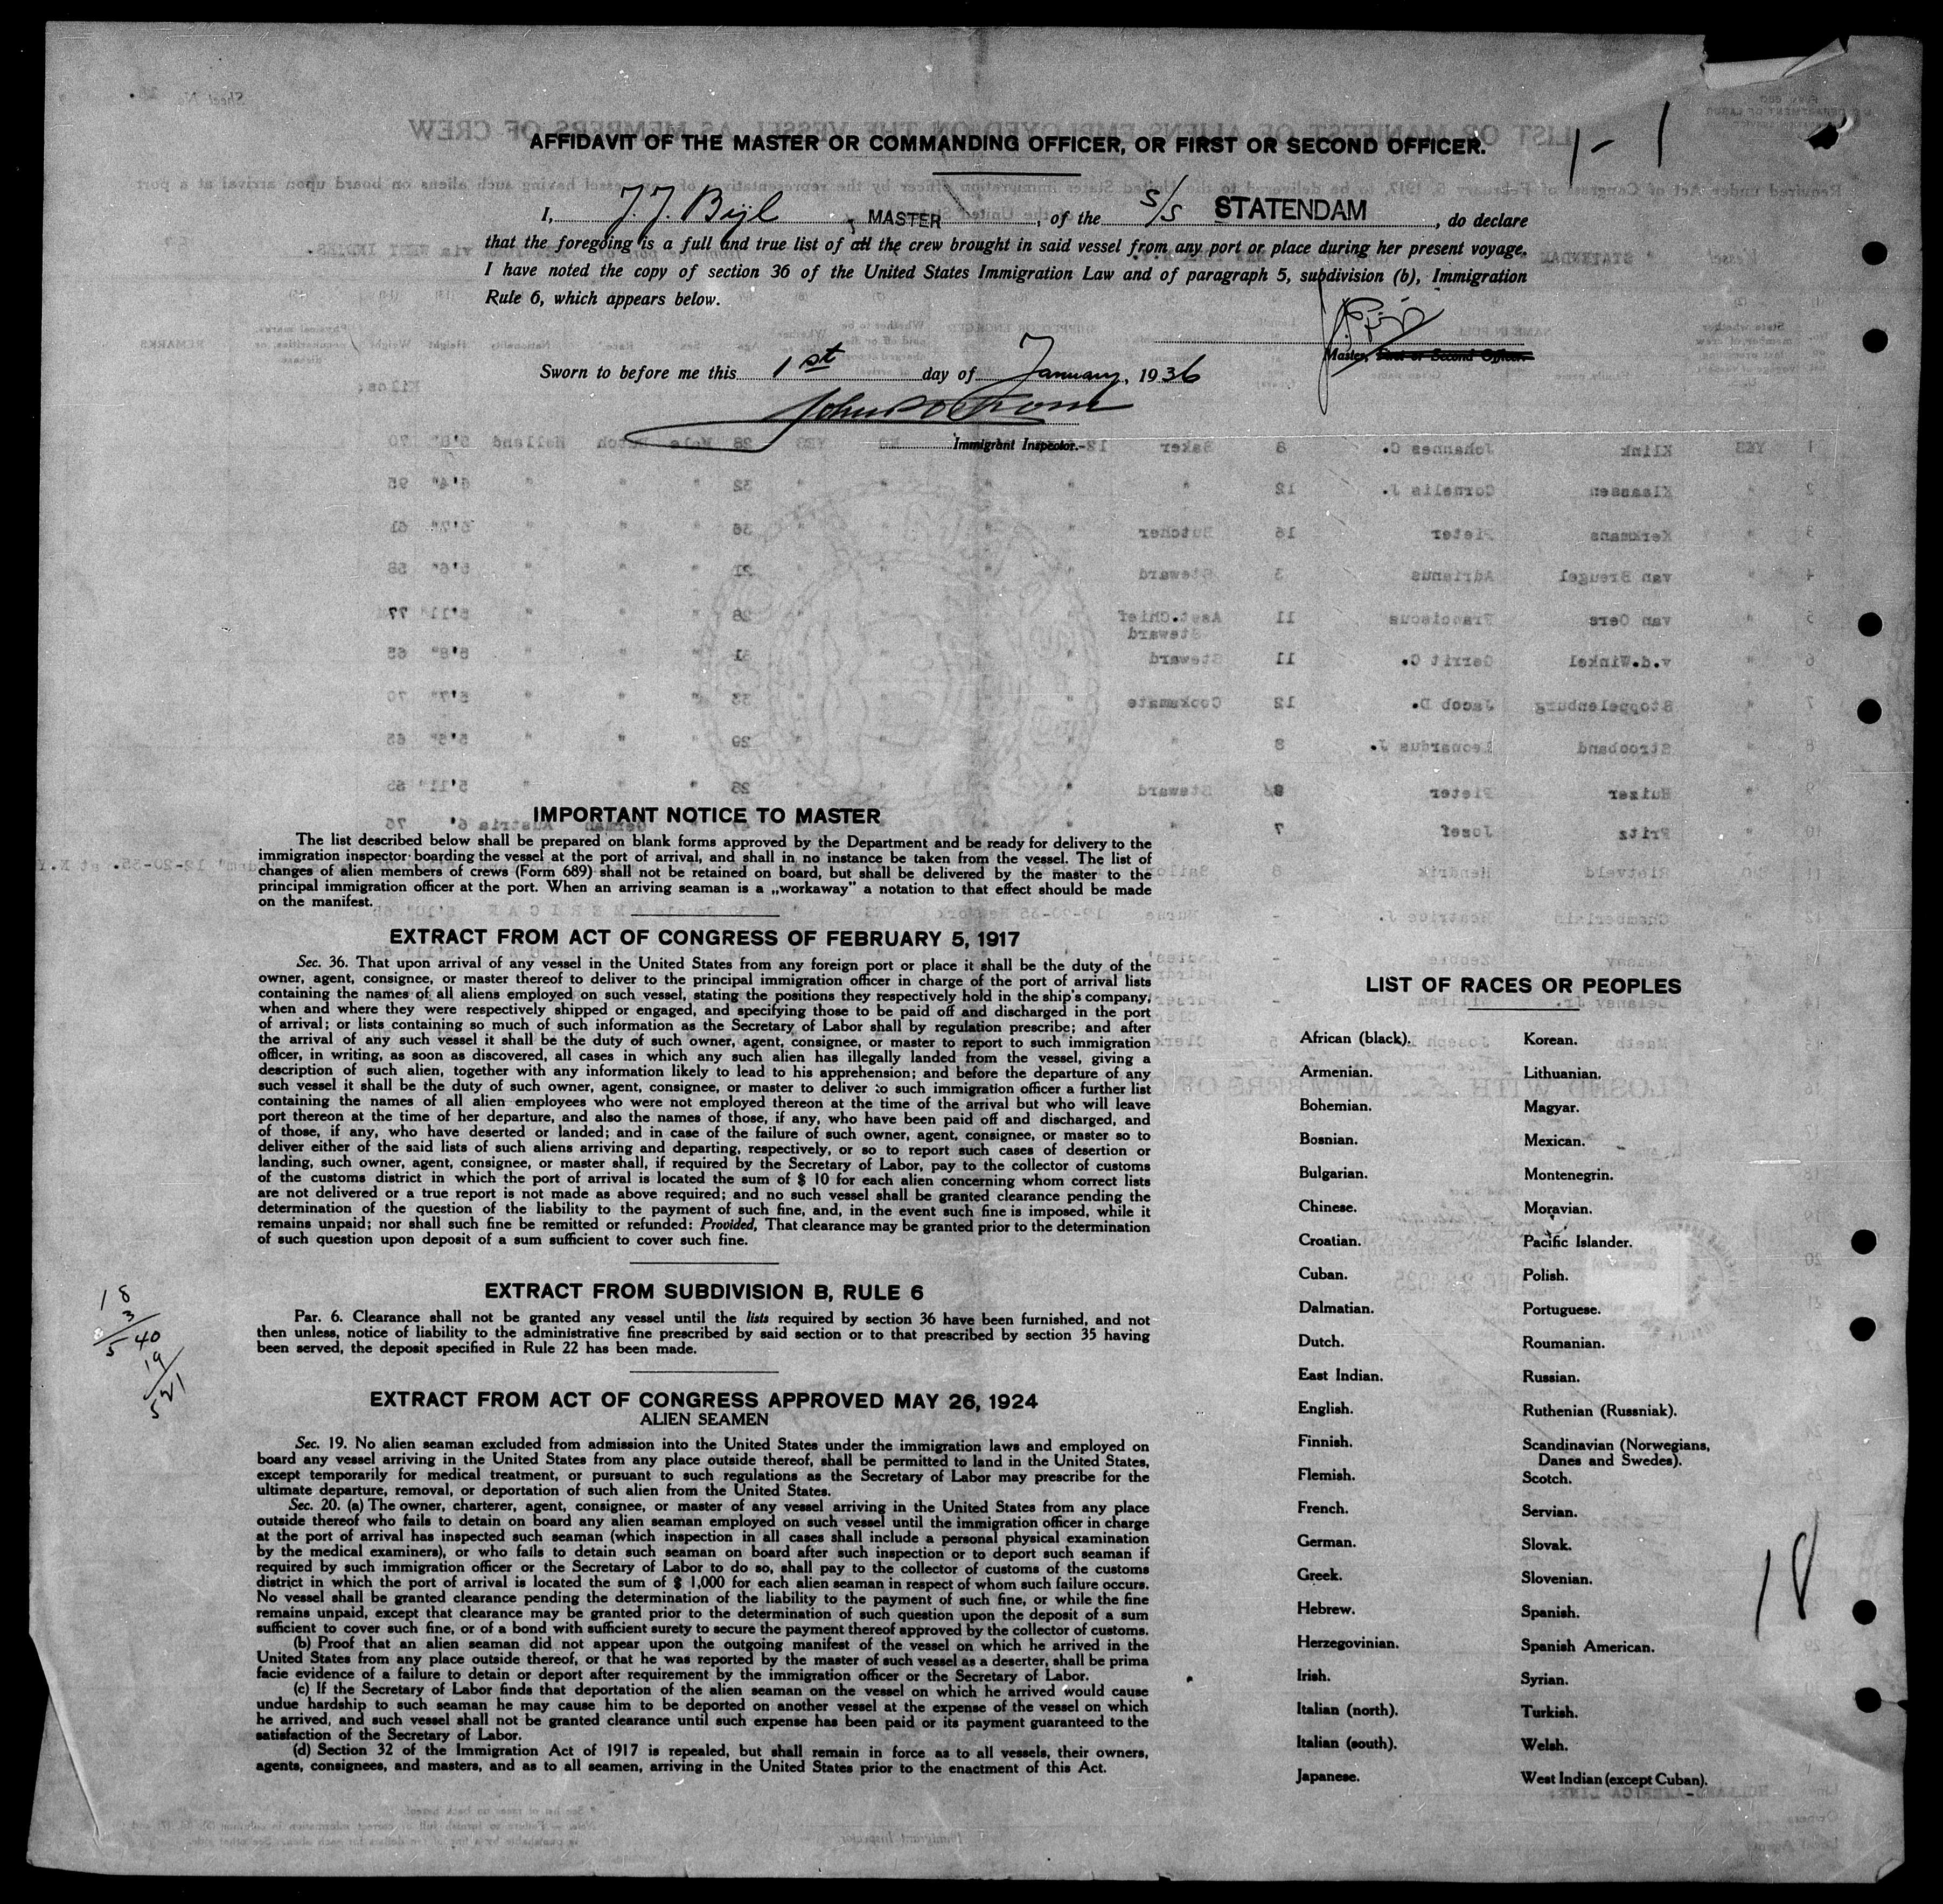 AFFIDAVIT OF THE MASTER OR COMMANDING OFFICER, OR FIRST OR SECOND OFFICER.
1 - 1
I, J. J. Bijl, MASTER, of the S/S STATENDAM, do declare
that the foregoing is a full and true list of all the crew brought in said vessel from any port or place during her present voyage.
I have noted the copy of section 36 of the United States Immigration Law and of paragraph 5, subdivision (b), Immigration
Rule 6, which appears below.
Master, First or Second Officer.
Sworn to before me this 1st day of January, 1936
Immigrant Inspector.
IMPORTANT NOTICE TO MASTER
The list described below shall be prepared on blank forms approved by the Department and be ready for delivery to the
immigration inspector boarding the vessel at the port of arrival, and shall in no instance be taken from the vessel. The list of
changes of alien members of crews (Form 689) shall not be retained on board, but shall be delivered by the master to the
principal immigration officer at the port. When an arriving seaman is a „workaway” a notation to that effect should be made
on the manifest.
EXTRACT FROM ACT OF CONGRESS OF FEBRUARY 5, 1917
Sec. 36. That upon arrival of any vessel in the United States from any foreign port or place it shall be the duty of the
owner, agent, consignee, or master thereof to deliver to the principal immigration officer in charge of the port of arrival lists
containing the names of all aliens employed on such vessel, stating the positions they respectively hold in the ship's company,
when and where they were respectively shipped or engaged, and specifying those to be paid off and discharged in the port
of arrival; or lists containing so much of such information as the Secretary of Labor shall by regulation prescribe; and after
the arrival of any such vessel it shall be the duty of such owner, agent, consignee, or master to report to such immigration
officer, in writing, as soon as discovered, all cases in which any such alien has illegally landed from the vessel, giving a
description of such alien, together with any information likely to lead to his apprehension; and before the departure of any
such vessel it shall be the duty of such owner, agent, consignee, or master to deliver to such immigration officer a further list
containing the names of all alien employees who were not employed thereon at the time of the arrival but who will leave
port thereon at the time of her departure, and also the names of those, if any, who have been paid off and discharged, and
of those, if any, who have deserted or landed; and in case of the failure of such owner, agent, consignee, or master so to
deliver either of the said lists of such aliens arriving and departing, respectively, or so to report such cases of desertion or
landing, such owner, agent, consignee, or master shall, if required by the Secretary of Labor, pay to the collector of customs
of the customs district in which the port of arrival is located the sum of $ 10 for each alien concerning whom correct lists
are not delivered or a true report is not made as above required; and no such vessel shall be granted clearance pending the
determination of the question of the liability to the payment of such fine, and, in the event such fine is imposed, while it
remains unpaid; nor shall such fine be remitted or refunded: Provided, That clearance may be granted prior to the determination
of such question upon deposit of a sum sufficient to cover such fine.
EXTRACT FROM SUBDIVISION B, RULE 6
Par. 6. Clearance shall not be granted any vessel until the lists required by section 36 have been furnished, and not
then unless, notice of liability to the administrative fine prescribed by said section or to that prescribed by section 35 having
been served, the deposit specified in Rule 22 has been made.
18
3
540
19
521
EXTRACT FROM ACT OF CONGRESS APPROVED MAY 26, 1924
ALIEN SEAMEN
Sec. 19. No alien seaman excluded from admission into the United States under the immigration laws and employed on
board any vessel arriving in the United States from any place outside thereof, shall be permitted to land in the United States,
except temporarily for medical treatment, or pursuant to such regulations as the Secretary of Labor may prescribe for the
ultimate departure, removal, or deportation of such alien from the United States.
Sec. 20. (a) The owner, charterer, agent, consignee, or master of any vessel arriving in the United States from any place
outside thereof who fails to detain on board any alien seaman employed on such vessel until the immigration officer in charge
at the port of arrival has inspected such seaman (which inspection in all cases shall include a personal physical examination
by the medical examiners), or who fails to detain such seaman on board after such inspection or to deport such seaman if
required by such immigration officer or the Secretary of Labor to do so, shall pay to the collector of customs of the customs
district in which the port of arrival is located the sum of $ 1,000 for each alien seaman in respect of whom such failure occurs.
No vessel shall be granted clearance pending the determination of the liability to the payment of such fine, or while the fine
remains unpaid, except that clearance may be granted prior to the determination of such question upon the deposit of a sum
sufficient to cover such fine, or of a bond with sufficient surety to secure the payment thereof approved by the collector of customs.
(b) Proof that an alien seaman did not appear upon the outgoing manifest of the vessel on which he arrived in the
United States from any place outside thereof, or that he was reported by the master of such vessel as a deserter, shall be prima
facie evidence of a failure to detain or deport after requirement by the immigration officer or the Secretary of Labor.
(c) If the Secretary of Labor finds that deportation of the alien seaman on the vessel on which he arrived would cause
undue hardship to such seaman he may cause him to be deported on another vessel at the expense of the vessel on which
he arrived, and such vessel shall not be granted clearance until such expense has been paid or its payment guaranteed to the
satisfaction of the Secretary of Labor.
(d) Section 32 of the Immigration Act of 1917 is repealed, but shall remain in force as to all vessels, their owners,
agents, consignees, and masters, and as to all seamen, arriving in the United States prior to the enactment of this Act.
LIST OF RACES OR PEOPLES
African (black).
Armenian.
Bohemian.
Bosnian.
Bulgarian.
Chinese.
Croatian.
Cuban.
Dalmatian.
Dutch.
East Indian.
English.
Finnish.
Flemish.
French.
German.
Greek.
Hebrew.
Herzegovinian.
Irish.
Italian (north).
Italian (south).
Japanese.
Korean.
Lithuanian.
Magyar.
Mexican.
Montenegrin.
Moravian.
Pacific Islander.
Polish.
Portuguese.
Roumanian.
Russian.
Ruthenian (Russniak).
Scandinavian (Norwegians,
Danes and Swedes).
Scotch.
Servian.
Slovak.
Slovenian.
Spanish.
Spanish American.
Syrian.
Turkish.
Welsh.
West Indian (except Cuban).
18